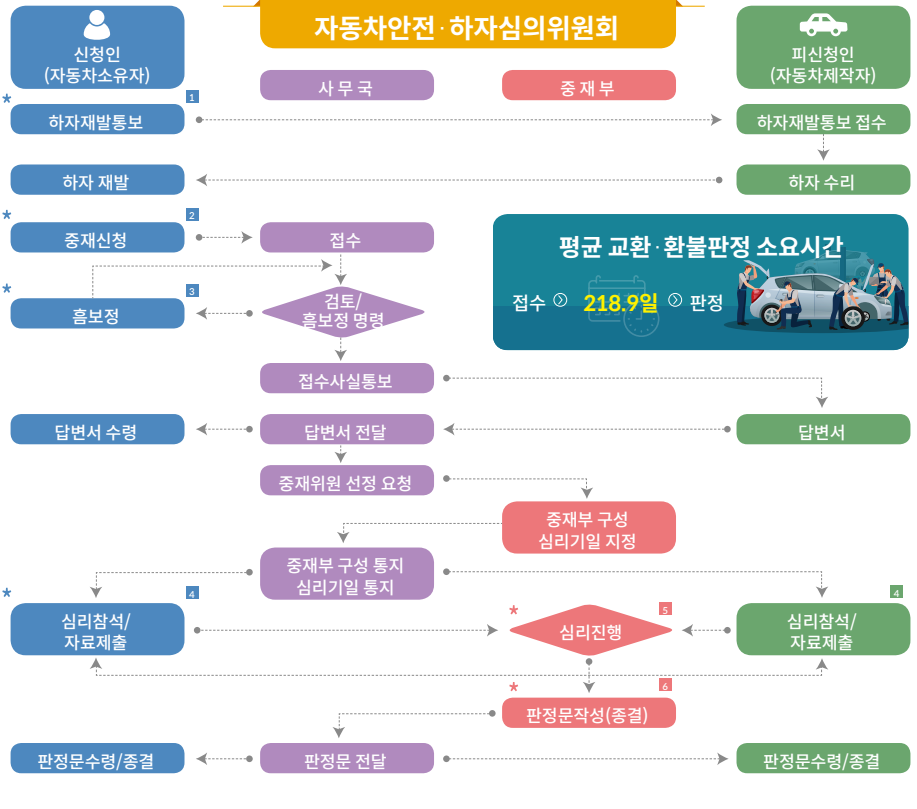 자동차안전·하자심의위원회
신청인
(자동차소유자)
사무국
중재부
피신청인
(자동차제작자)
*
1
하자재발통보
하자재발통보 접수
하자 재발
하자 수리
*
2
중재신청
접수
평균 교환·환불판정 소요시간
접수
218.9일
판정
*
3
흠보정
검토/
흠보정 명령
접수사실통보
답변서 수령
답변서 전달
답변서
중재위원 선정 요청
중재부 구성
심리기일 지정
중재부 구성 통지
심리기일 통지
*
4
심리참석/
자료제출
*
5
심리진행
4
심리참석/
자료제출
*
6
판정문작성(종결)
판정문수령/종결
판정문 전달
판정문수령/종결